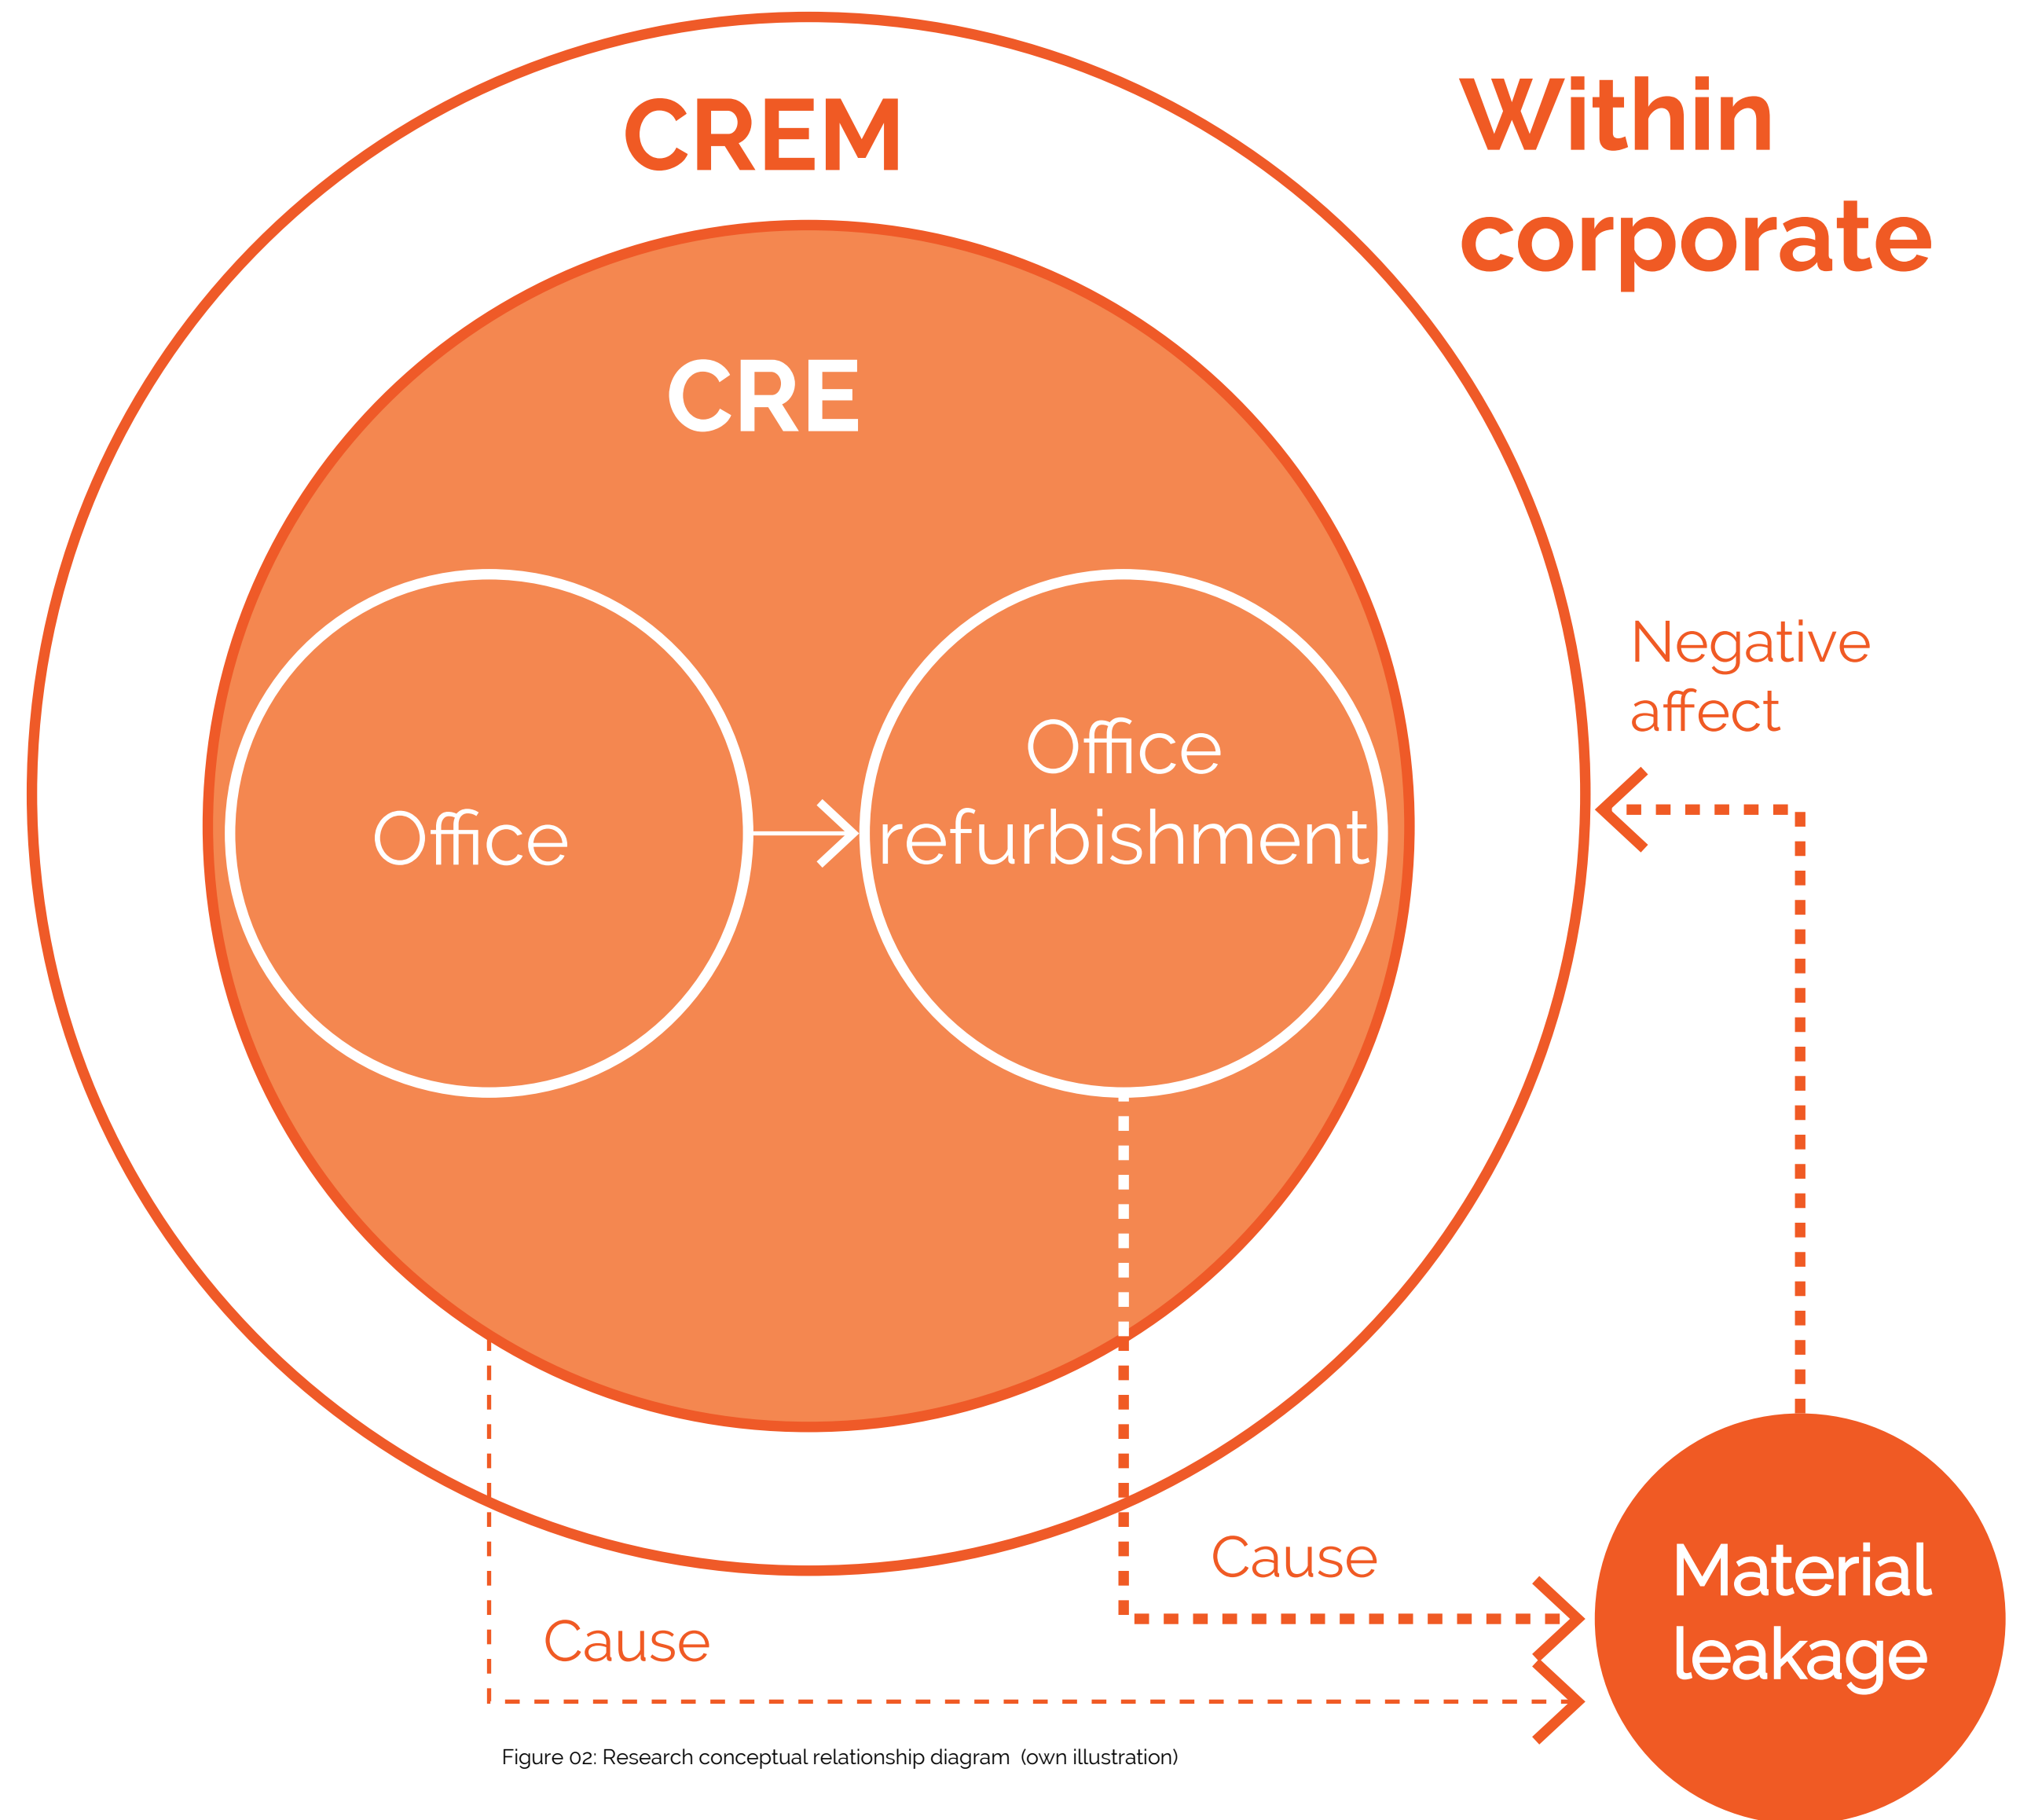 CREM
Within
corporate
CRE
Negative
affect
Office
Office
refurbishment
Cause
Cause
Material
leakage
Figure 02: Research conceptual relationship diagram  (own illustration)